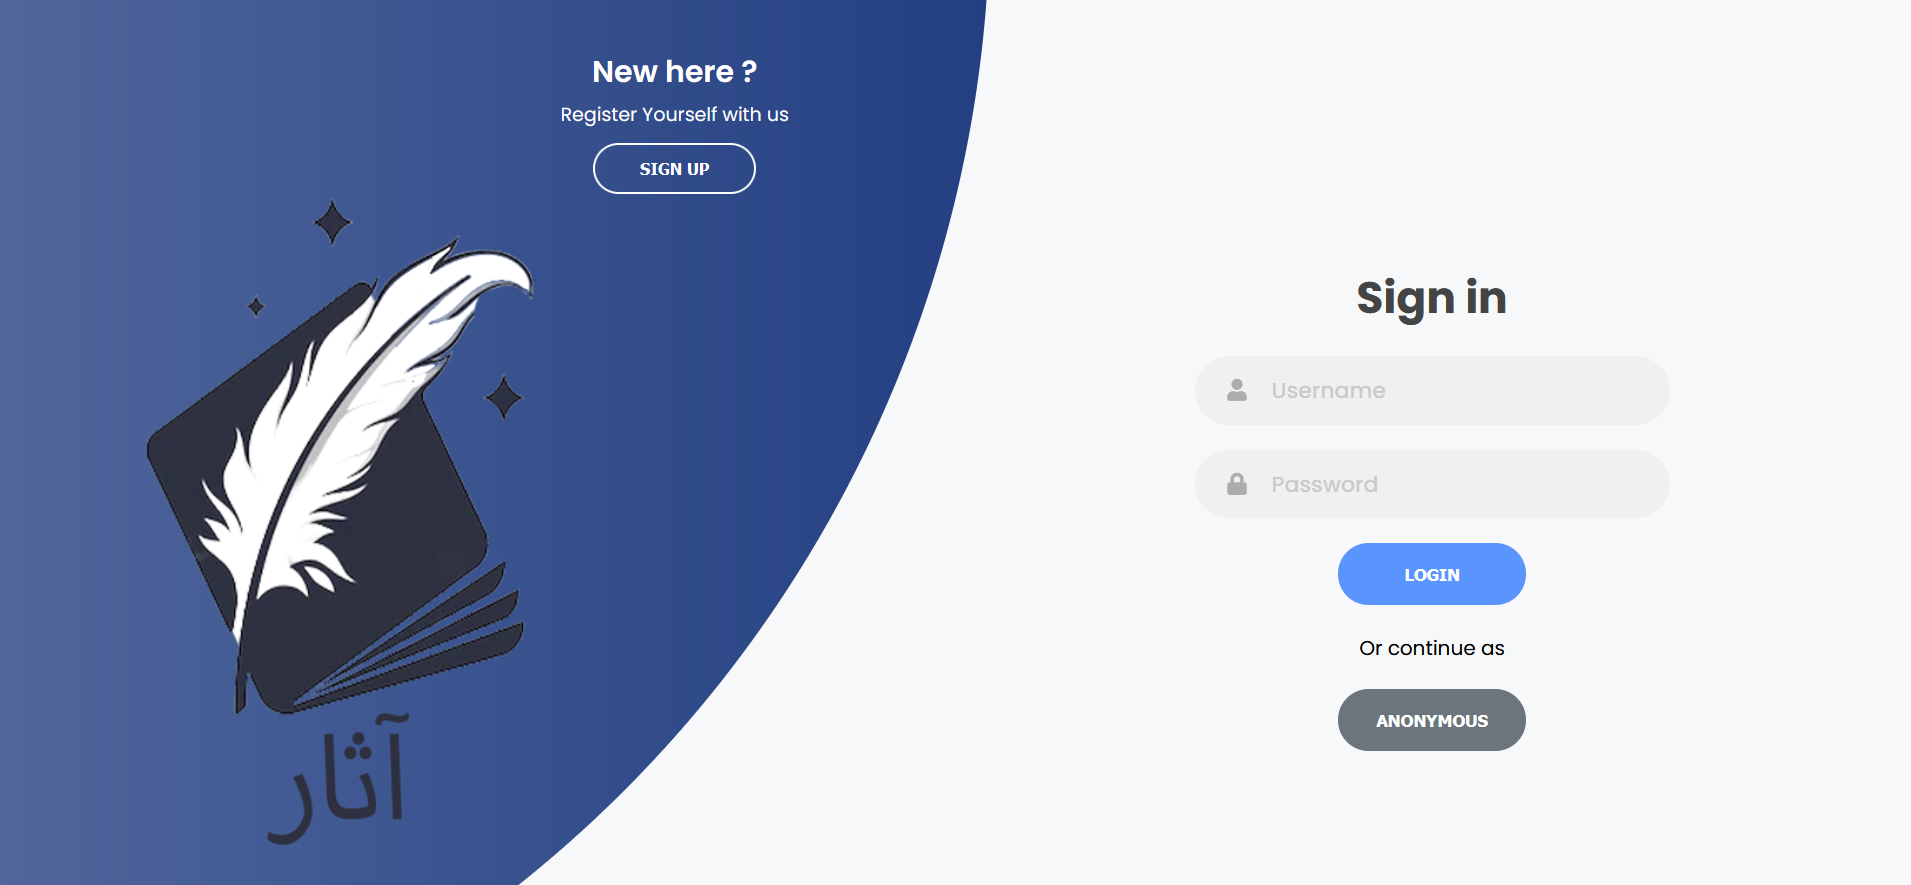 New here ?
Register Yourself with us
SIGN UP
آثار
Sign in
Username
Password
LOGIN
Or continue as
ANONYMOUS